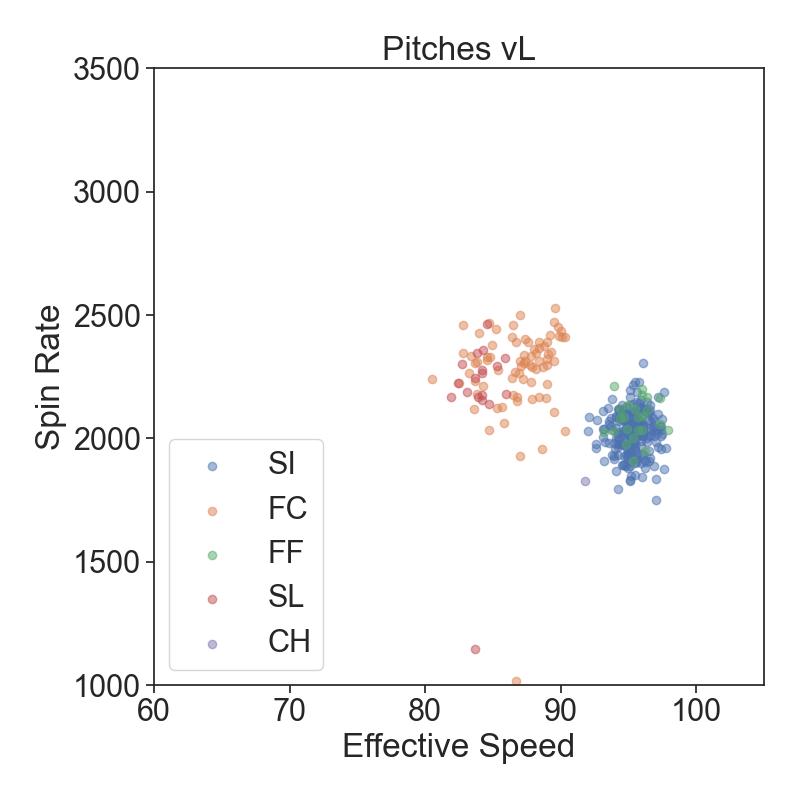 Pitches vL
3500
3000
2500
2000
1500
1000
Spin Rate
SI
FC
FF
SL
CH
60 70 80 90 100
Effective Speed